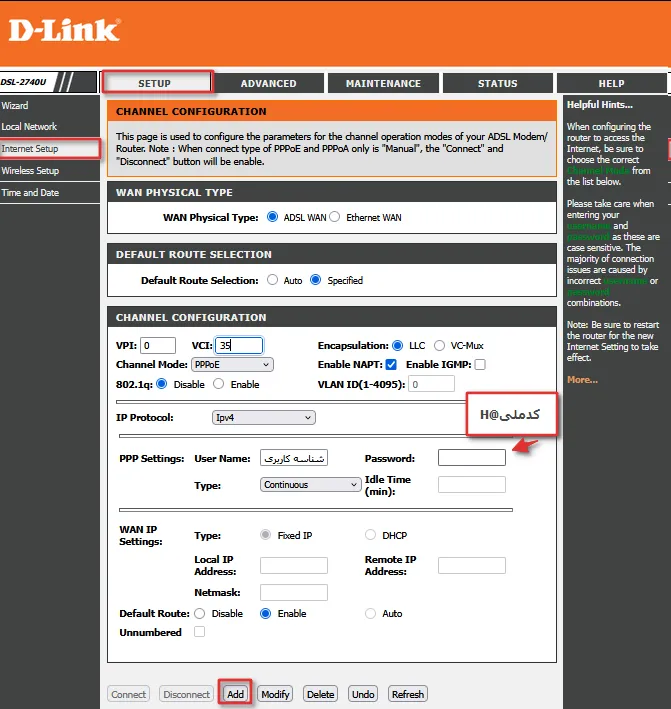 D-Link
DSL-2740U
SETUP
ADVANCED
MAINTENANCE
STATUS
HELP
Wizard
Local Network
Internet Setup
Wireless Setup
Time and Date
CHANNEL CONFIGURATION
This page is used to configure the parameters for the channel operation modes of your ADSL Modem/
Router. Note : When connect type of PPPoE and PPPoA only is "Manual", the "Connect" and
"Disconnect" button will be enable.
WAN PHYSICAL TYPE
WAN Physical Type: ADSL WAN Ethernet WAN
DEFAULT ROUTE SELECTION
Default Route Selection: Auto Specified
CHANNEL CONFIGURATION
VPI: 0 VCI: 35 Encapsulation: LLC VC-Mux
Channel Mode: PPPoE Enable NAPT: Enable IGMP:
802.1q: Disable Enable VLAN ID(1-4095): 0
کدملی@H
IP Protocol: Ipv4
PPP Settings: User Name: شناسه کاربری Password:
Type: Continuous Idle Time
(min):
WAN IP
Settings:
Type: Fixed IP DHCP
Local IP
Address:
Remote IP
Address:
Netmask:
Default Route: Disable Enable Auto
Unnumbered
Connect Disconnect Add Modify Delete Undo Refresh
Helpful Hints...
When configuring the
router to access the
Internet, be sure to
choose the correct
Channel Mode from
the list below.
Please take care when
entering your
username and
password as these are
case sensitive. The
majority of connection
issues are caused by
incorrect username or
password
combinations.
Note: Be sure to restart
the router for the new
Internet Setting to take
effect.
More...